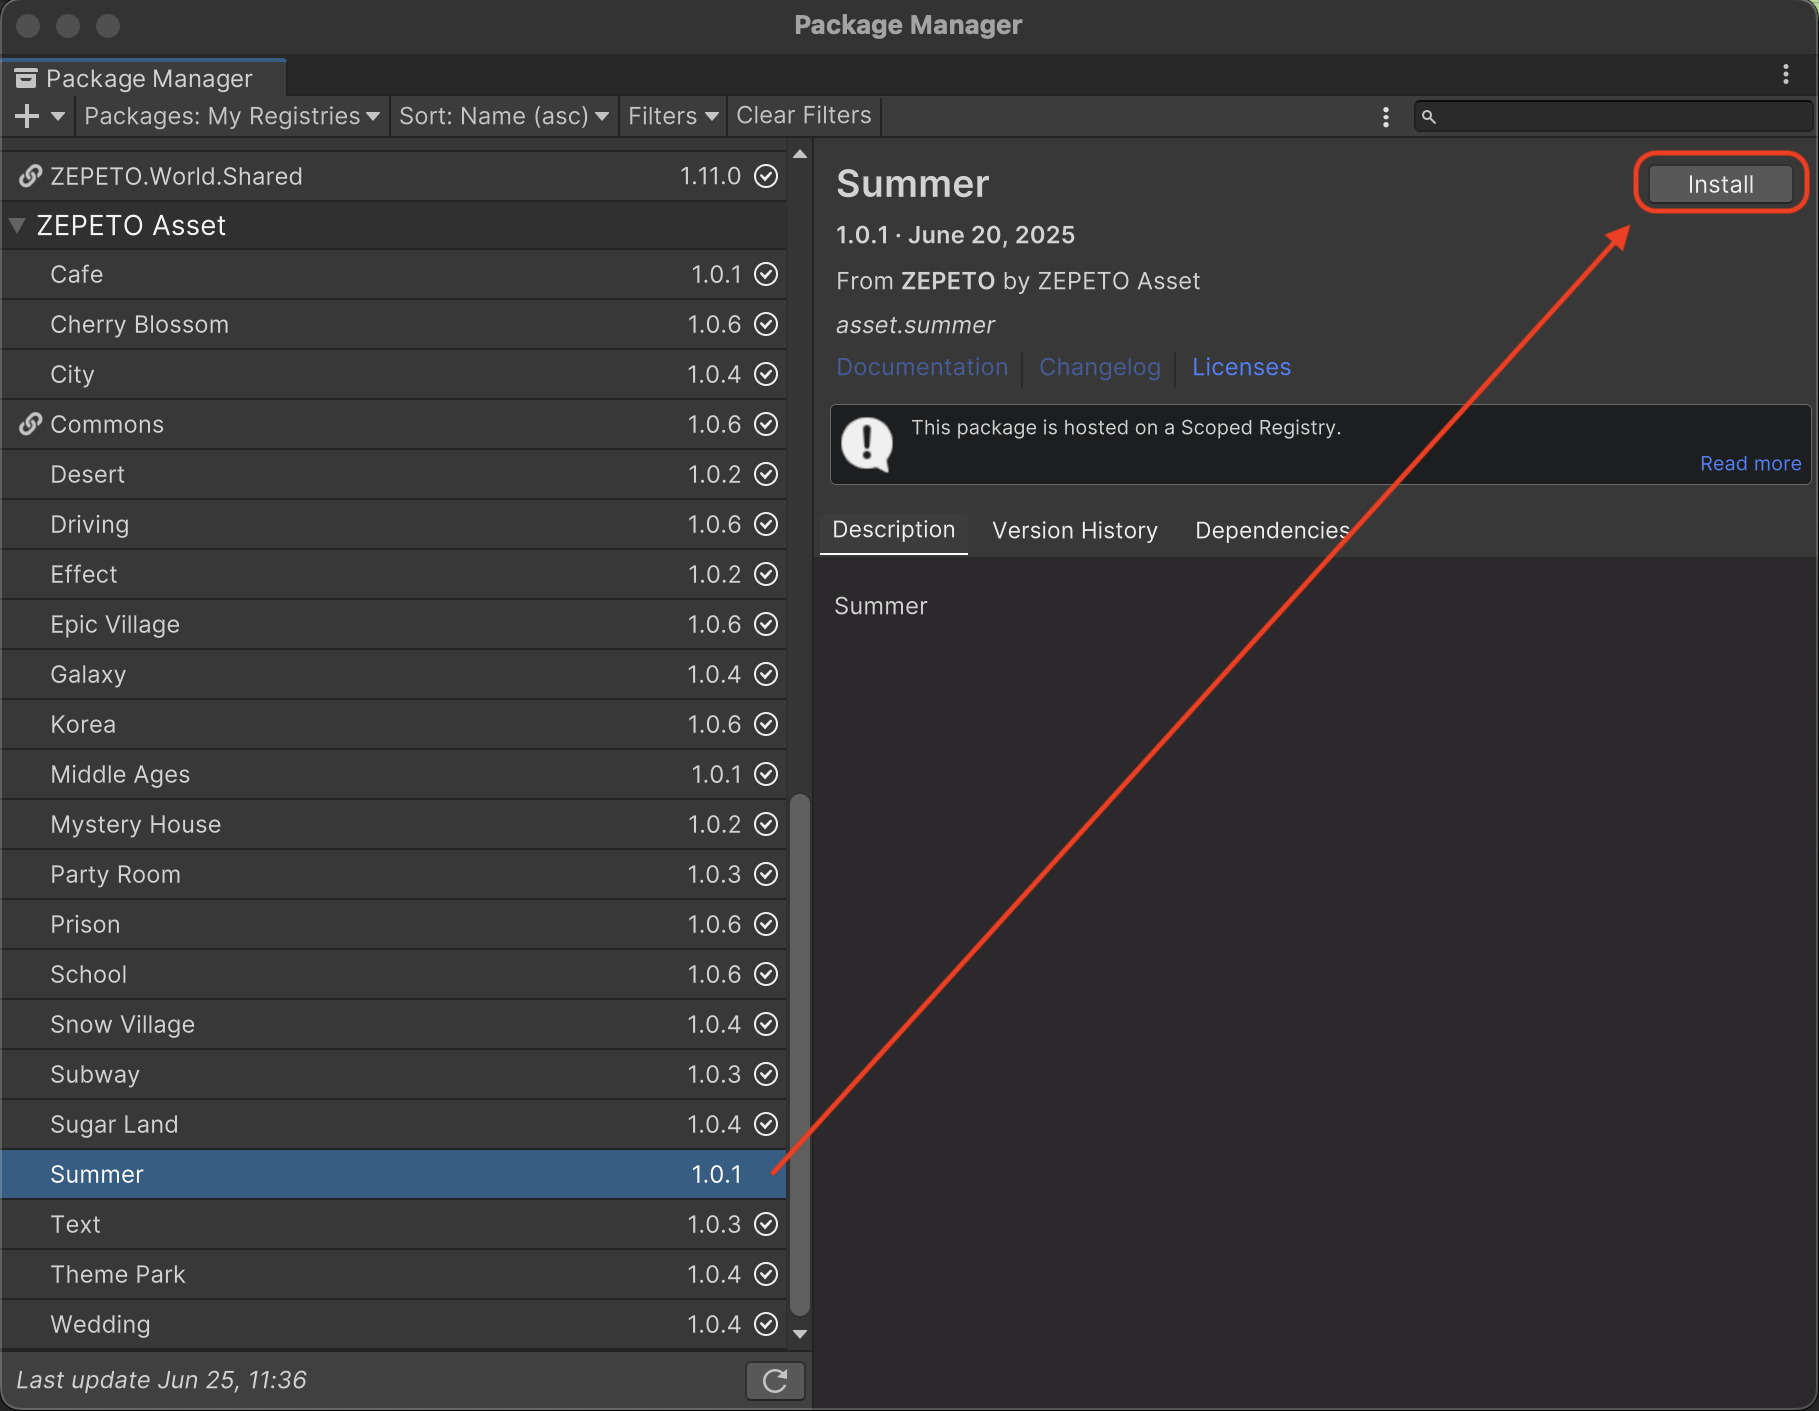 Package Manager
Package Manager
Packages: My Registries
Sort: Name (asc)
Filters
Clear Filters
ZEPETO.World.Shared 1.11.0
ZEPETO Asset
Cafe 1.0.1
Cherry Blossom 1.0.6
City 1.0.4
Commons 1.0.6
Desert 1.0.2
Driving 1.0.6
Effect 1.0.2
Epic Village 1.0.6
Galaxy 1.0.4
Korea 1.0.6
Middle Ages 1.0.1
Mystery House 1.0.2
Party Room 1.0.3
Prison 1.0.6
School 1.0.6
Snow Village 1.0.4
Subway 1.0.3
Sugar Land 1.0.4
Summer 1.0.1
Text 1.0.3
Theme Park 1.0.4
Wedding 1.0.4
Last update Jun 25, 11:36
Summer
Install
1.0.1 · June 20, 2025
From ZEPETO by ZEPETO Asset
asset.summer
Documentation
Changelog
Licenses
This package is hosted on a Scoped Registry.
Read more
Description
Version History
Dependencies
Summer